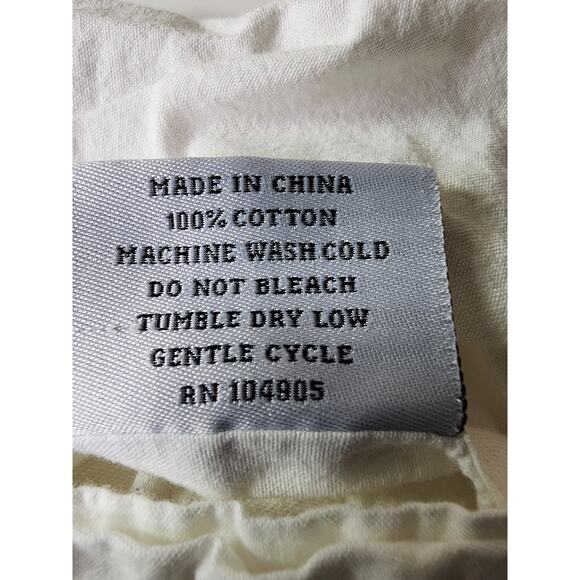 MADE IN CHINA
100% COTTON
MACHINE WASH COLD
DO NOT BLEACH
TUMBLE DRY LOW
GENTLE CYCLE
RN 104905